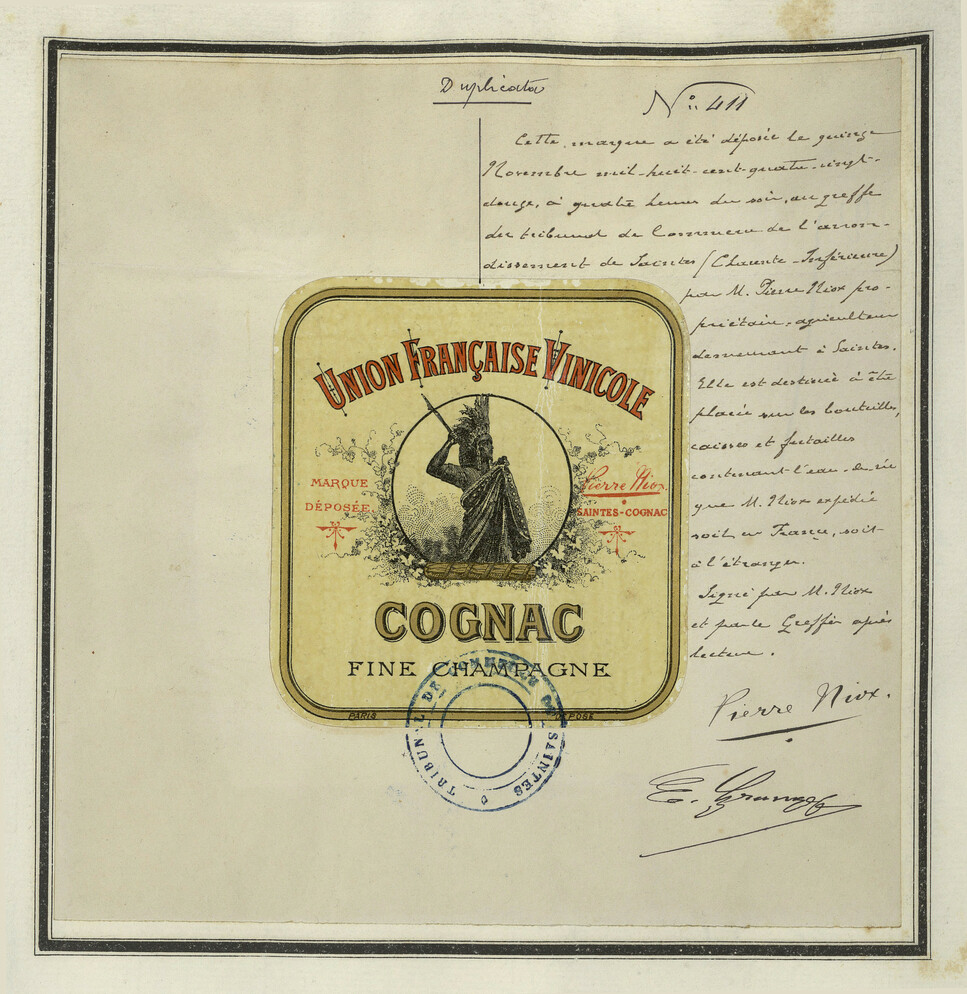 Duplicata
N° 411
Cette marque a été déposée le quinze
Novembre mil-huit-cent-quatre-vingt-
douze, à quatre heures du soir, au greffe
du tribunal de Commerce de l'arron-
dissement de Saintes (Charente-Inférieure)
par M. Pierre Niox pro-
priétaire-agriculteur
demeurant à Saintes.
Elle est destinée à être
placée sur les bouteilles,
caisses et futailles
contenant l'eau-de-vie
que M. Niox expédie
soit en France, soit
à l'étranger.
Signé par M. Niox
et par le Greffier après
lecture.
Pierre Niox.
E.
UNION FRANÇAISE VINICOLE
MARQUE
DÉPOSÉE.
Pierre Niox
SAINTES-COGNAC
COGNAC
FINE CHAMPAGNE
PARIS
DÉPOSÉ
TRIBUNAL DE COMMERCE DE SAINTES